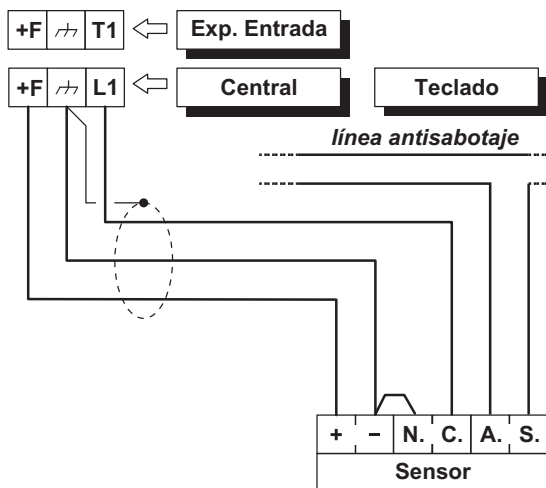 +F T1 Exp. Entrada
+F L1 Central Teclado
línea antisabotaje
+ – N. C. A. S.
Sensor